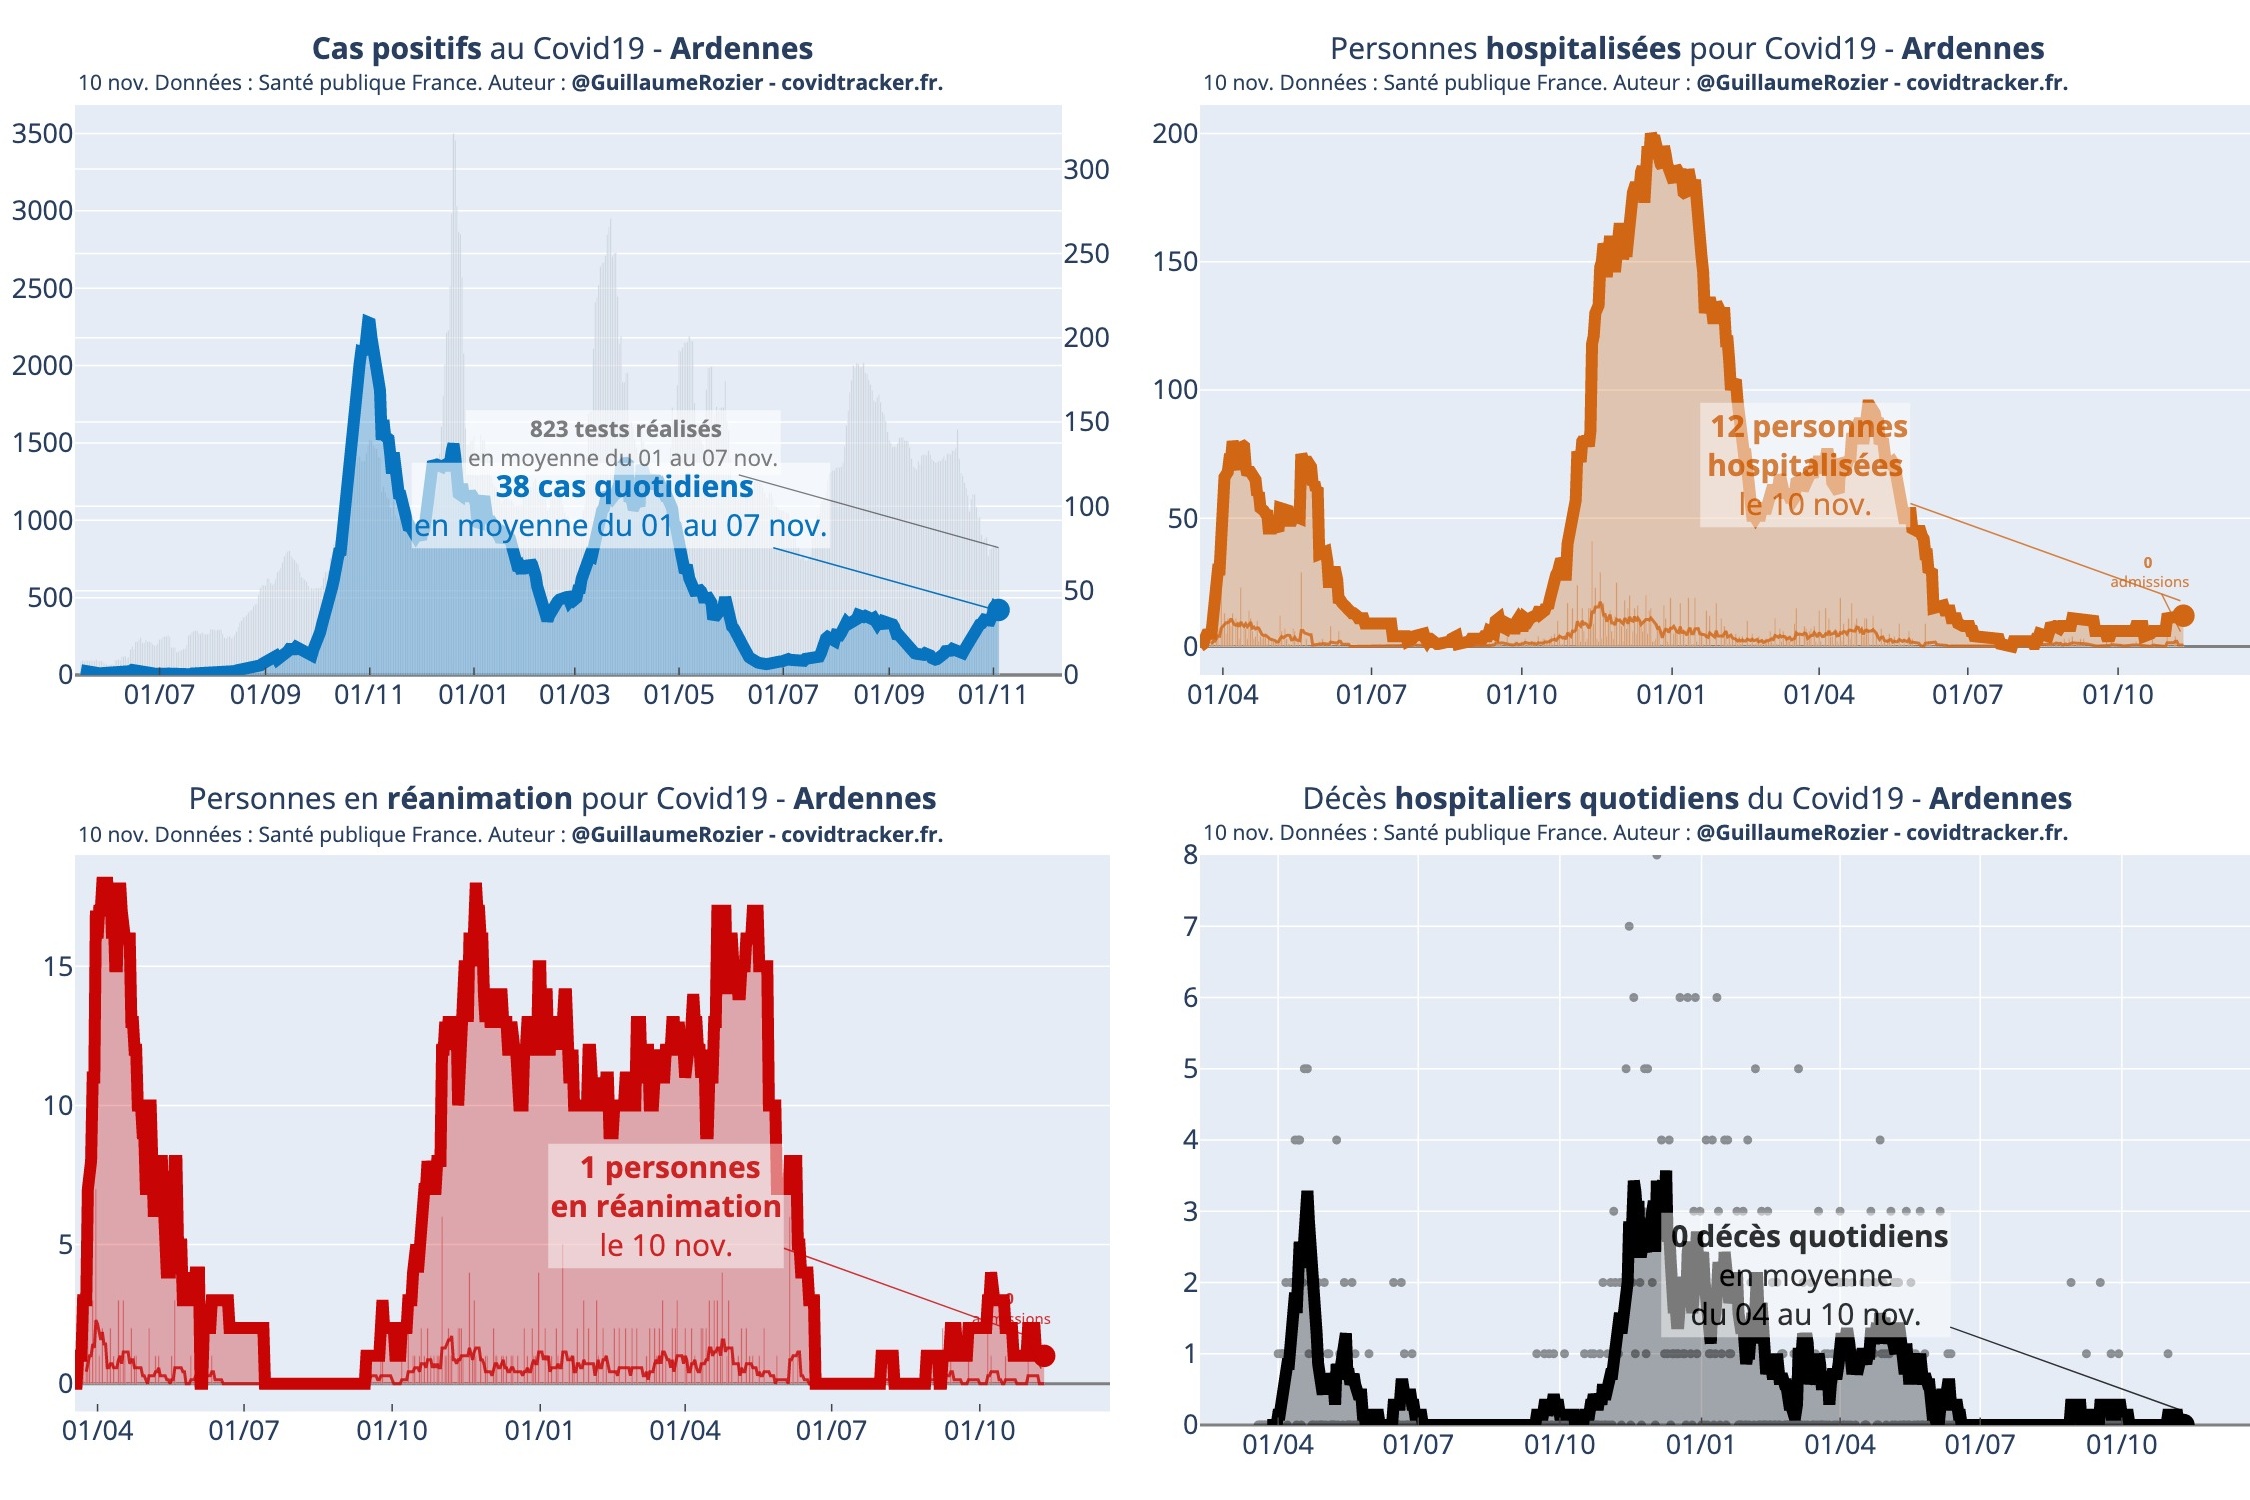 Cas positifs au Covid19 - Ardennes
10 nov. Données : Santé publique France. Auteur : @GuillaumeRozier - covidtracker.fr.
3500
3000
2500
2000
1500
1000
500
0
300
250
200
150
100
50
0
823 tests réalisés
en moyenne du 01 au 07 nov.
38 cas quotidiens
en moyenne du 01 au 07 nov.
01/07 01/09 01/11 01/01 01/03 01/05 01/07 01/09 01/11
Personnes hospitalisées pour Covid19 - Ardennes
10 nov. Données : Santé publique France. Auteur : @GuillaumeRozier - covidtracker.fr.
200
150
100
50
0
12 personnes
hospitalisées
le 10 nov.
0
admissions
01/04 01/07 01/10 01/01 01/04 01/07 01/10
Personnes en réanimation pour Covid19 - Ardennes
10 nov. Données : Santé publique France. Auteur : @GuillaumeRozier - covidtracker.fr.
15
10
5
0
1 personnes
en réanimation
le 10 nov.
0
admissions
01/04 01/07 01/10 01/01 01/04 01/07 01/10
Décès hospitaliers quotidiens du Covid19 - Ardennes
10 nov. Données : Santé publique France. Auteur : @GuillaumeRozier - covidtracker.fr.
8
7
6
5
4
3
2
1
0
0 décès quotidiens
en moyenne
du 04 au 10 nov.
01/04 01/07 01/10 01/01 01/04 01/07 01/10